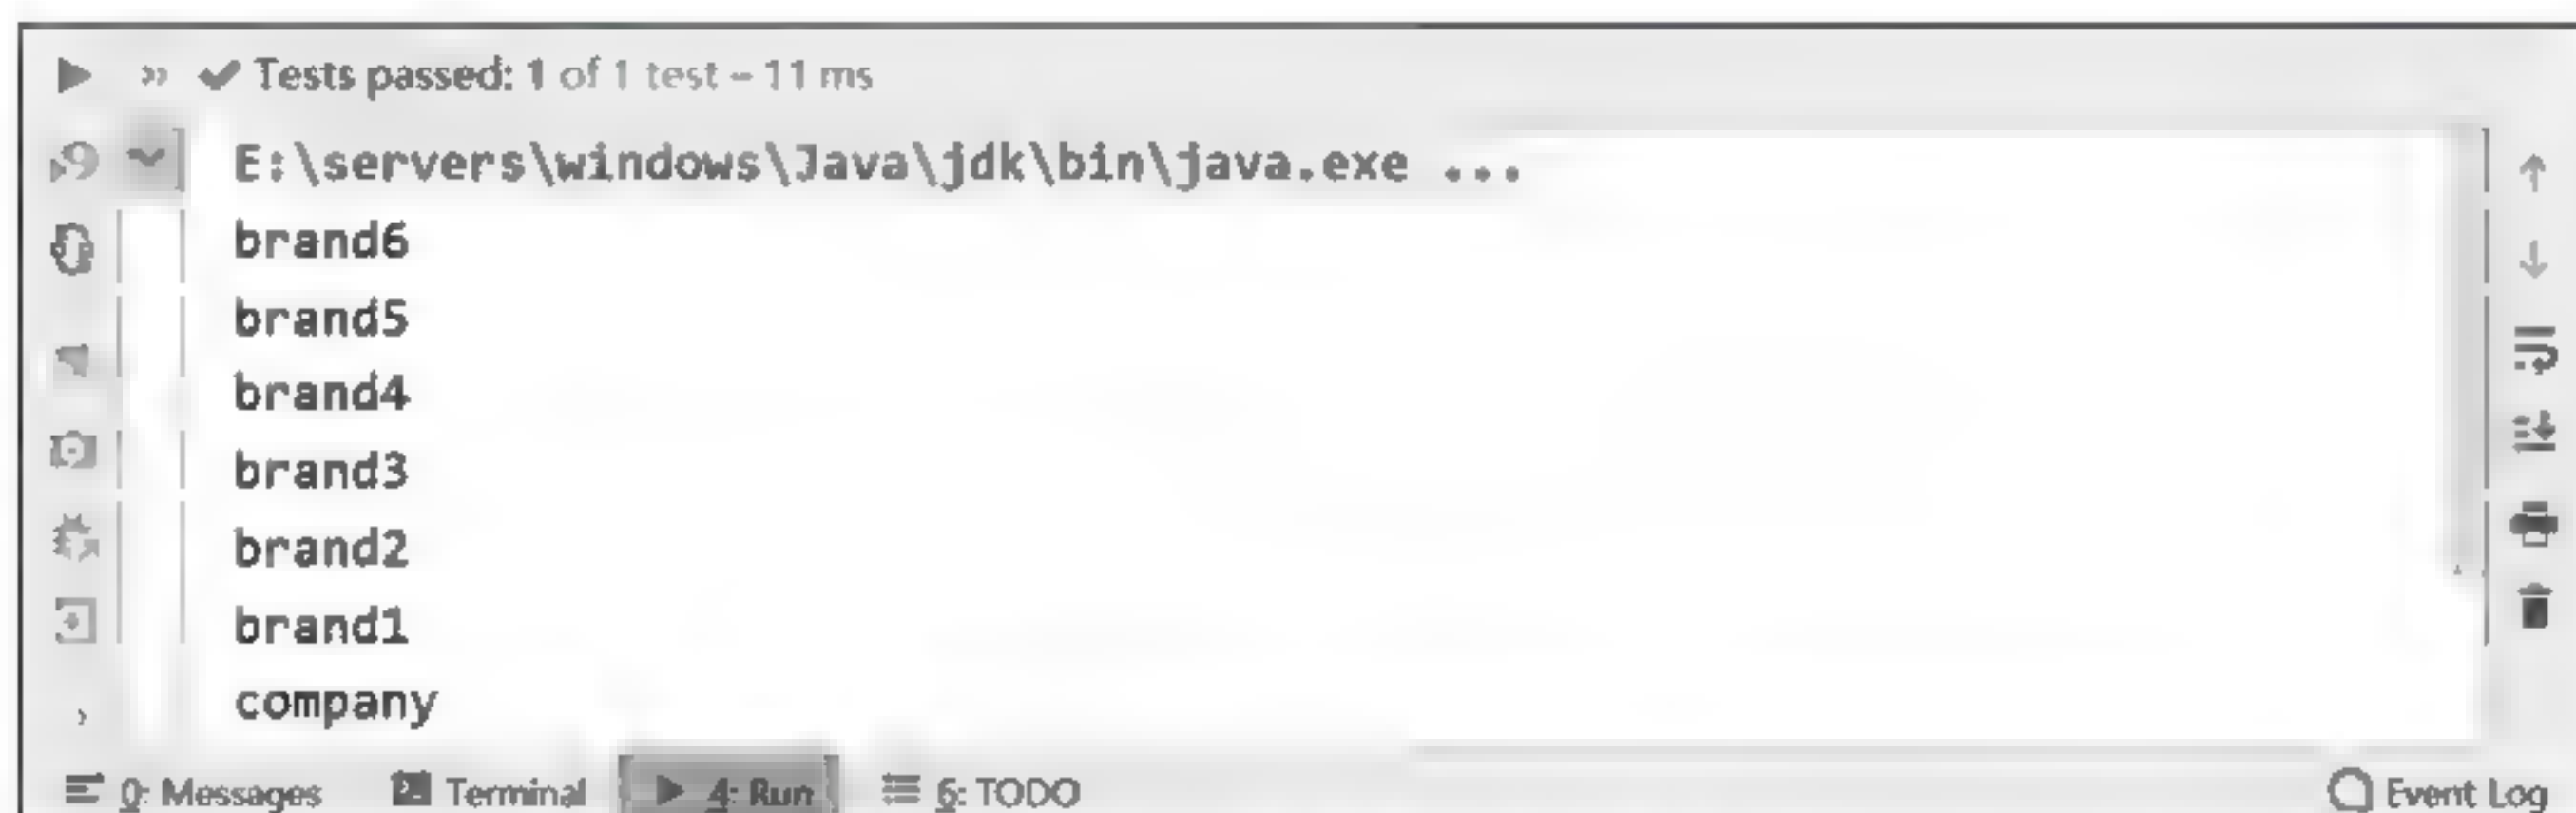 » Tests passed: 1 of 1 test – 11 ms
E:\servers\windows\Java\jdk\bin\java.exe ...
brand6
brand5
brand4
brand3
brand2
brand1
company
0: Messages Terminal 4: Run 6: TODO Event Log